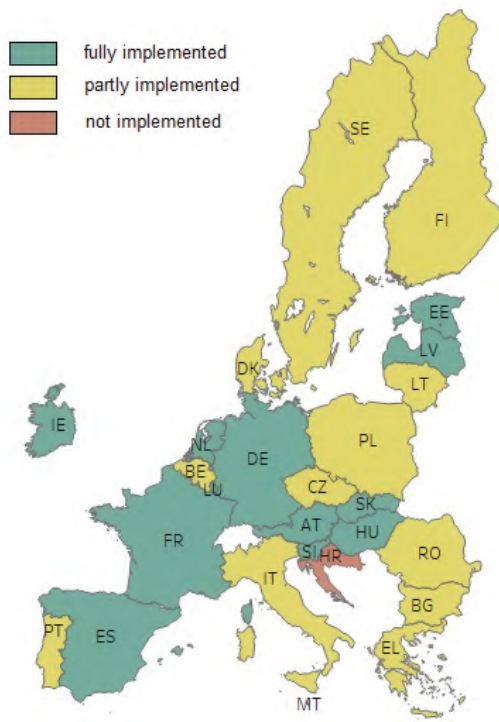 fully implemented
partly implemented
not implemented
SE
FI
EE
LV
DK
LT
IE
NL
DE
PL
BE
LU
CZ
SK
FR
AT
HU
SI
HR
RO
IT
BG
PT
ES
EL
MT